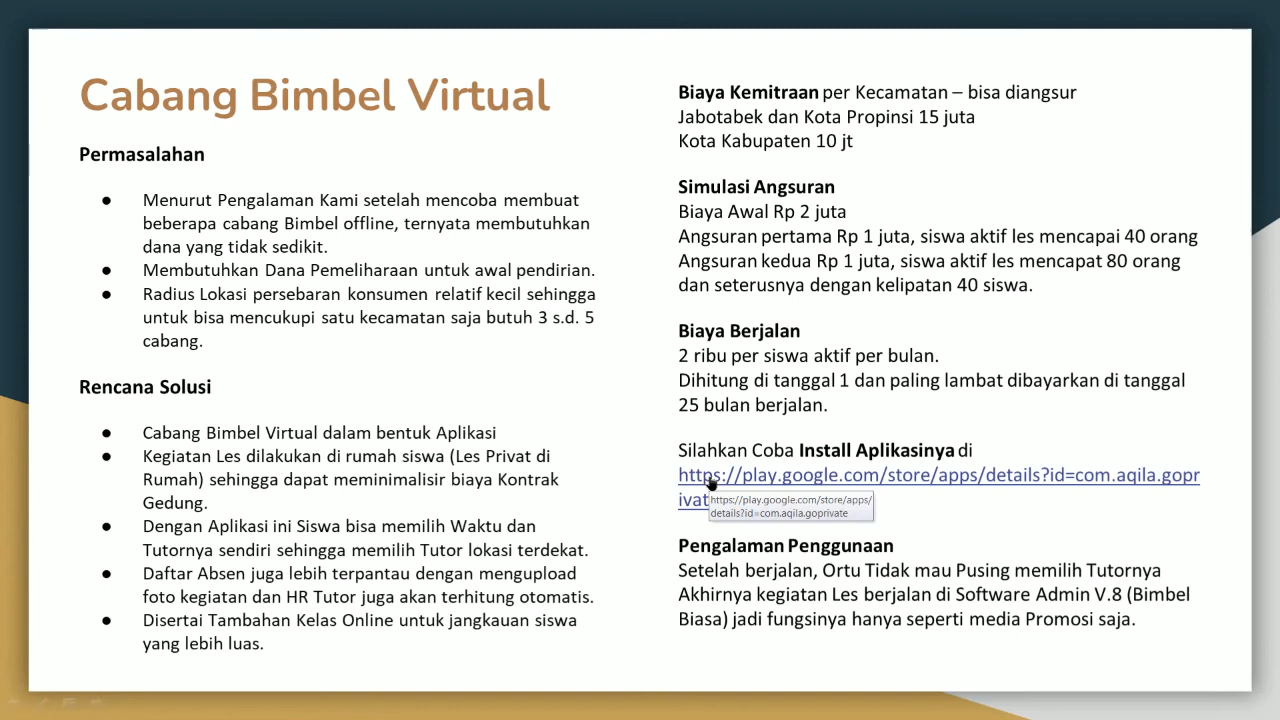 Cabang Bimbel Virtual
Permasalahan
● Menurut Pengalaman Kami setelah mencoba membuat
beberapa cabang Bimbel offline, ternyata membutuhkan
dana yang tidak sedikit.
● Membutuhkan Dana Pemeliharaan untuk awal pendirian.
● Radius Lokasi persebaran konsumen relatif kecil sehingga
untuk bisa mencukupi satu kecamatan saja butuh 3 s.d. 5
cabang.
Rencana Solusi
● Cabang Bimbel Virtual dalam bentuk Aplikasi
● Kegiatan Les dilakukan di rumah siswa (Les Privat di
Rumah) sehingga dapat meminimalisir biaya Kontrak
Gedung.
● Dengan Aplikasi ini Siswa bisa memilih Waktu dan
Tutornya sendiri sehingga memilih Tutor lokasi terdekat.
● Daftar Absen juga lebih terpantau dengan mengupload
foto kegiatan dan HR Tutor juga akan terhitung otomatis.
● Disertai Tambahan Kelas Online untuk jangkauan siswa
yang lebih luas.
Biaya Kemitraan per Kecamatan – bisa diangsur
Jabotabek dan Kota Propinsi 15 juta
Kota Kabupaten 10 jt
Simulasi Angsuran
Biaya Awal Rp 2 juta
Angsuran pertama Rp 1 juta, siswa aktif les mencapai 40 orang
Angsuran kedua Rp 1 juta, siswa aktif les mencapat 80 orang
dan seterusnya dengan kelipatan 40 siswa.
Biaya Berjalan
2 ribu per siswa aktif per bulan.
Dihitung di tanggal 1 dan paling lambat dibayarkan di tanggal
25 bulan berjalan.
Silahkan Coba Install Aplikasinya di
https://play.google.com/store/apps/details?id=com.aqila.gopr
ivat
https://play.google.com/store/apps/
details?id=com.aqila.goprivate
Pengalaman Penggunaan
Setelah berjalan, Ortu Tidak mau Pusing memilih Tutornya
Akhirnya kegiatan Les berjalan di Software Admin V.8 (Bimbel
Biasa) jadi fungsinya hanya seperti media Promosi saja.